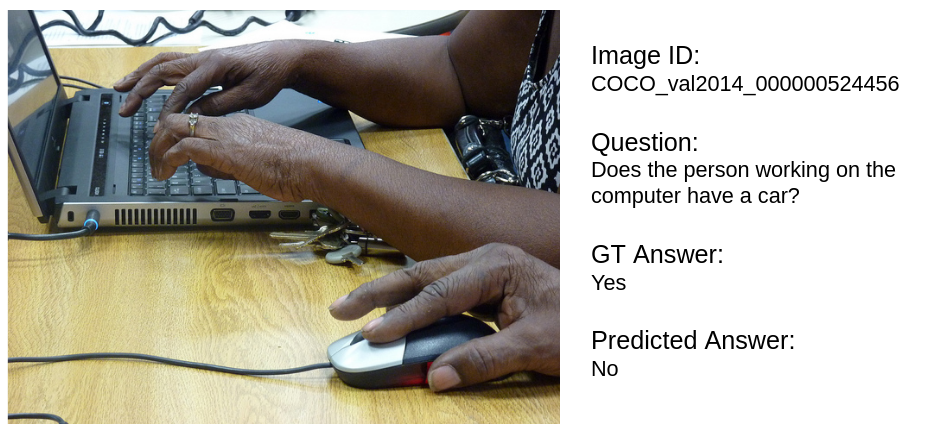 Image ID:
COCO_val2014_000000524456
Question:
Does the person working on the
computer have a car?
GT Answer:
Yes
Predicted Answer:
No